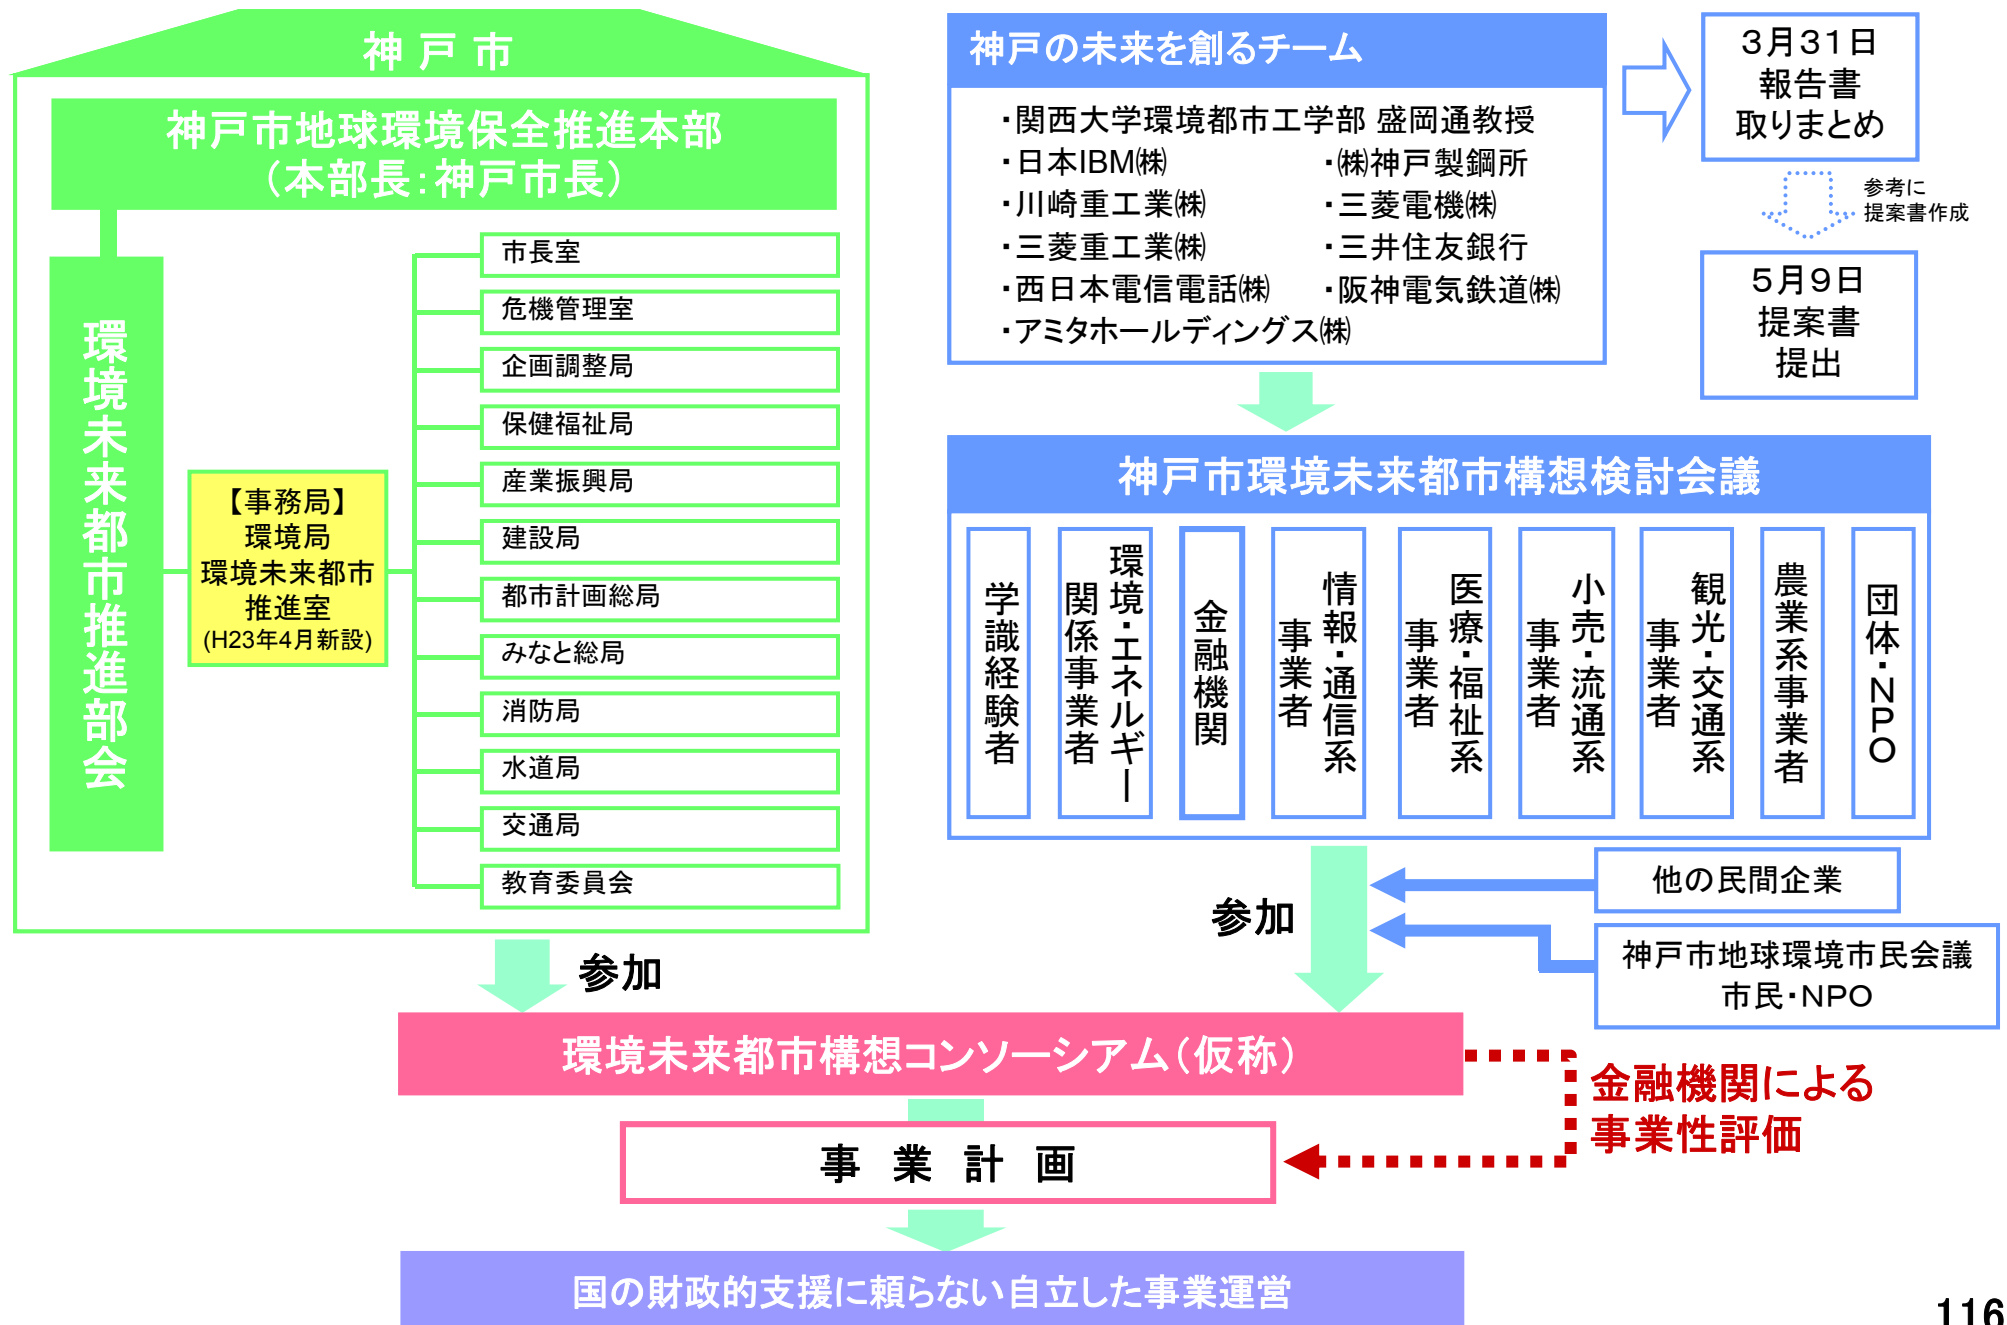 神戸市
神戸市地球環境保全推進本部
（本部長：神戸市長）
環境未来都市推進部会
【事務局】
環境局
環境未来都市
推進室
(H23年4月新設)
市長室
危機管理室
企画調整局
保健福祉局
産業振興局
建設局
都市計画総局
みなと総局
消防局
水道局
交通局
教育委員会
参加
神戸の未来を創るチーム
・関西大学環境都市工学部 盛岡通教授
・日本IBM㈱ ・㈱神戸製鋼所
・川崎重工業㈱ ・三菱電機㈱
・三菱重工業㈱ ・三井住友銀行
・西日本電信電話㈱ ・阪神電気鉄道㈱
・アミタホールディングス㈱
３月３１日
報告書
取りまとめ
参考に
提案書作成
５月９日
提案書
提出
神戸市環境未来都市構想検討会議
学識経験者
環境・エネルギー
関係事業者
金融機関
情報・通信系
事業者
医療・福祉系
事業者
小売・流通系
事業者
観光・交通系
事業者
農業系事業者
団体・ＮＰＯ
参加
他の民間企業
神戸市地球環境市民会議
市民・NPO
環境未来都市構想コンソーシアム（仮称）
金融機関による
事業性評価
事業計画
国の財政的支援に頼らない自立した事業運営
116